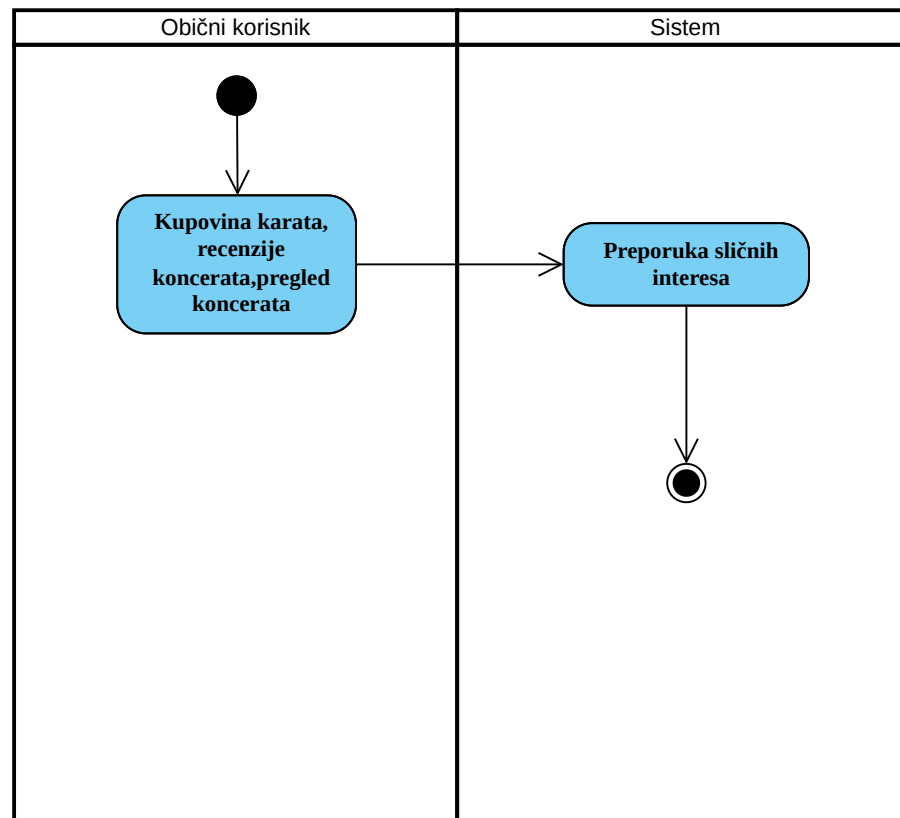 Obični korisnik
Sistem
Kupovina karata,
recenzije
koncerata,pregled
koncerata
Preporuka sličnih
interesa